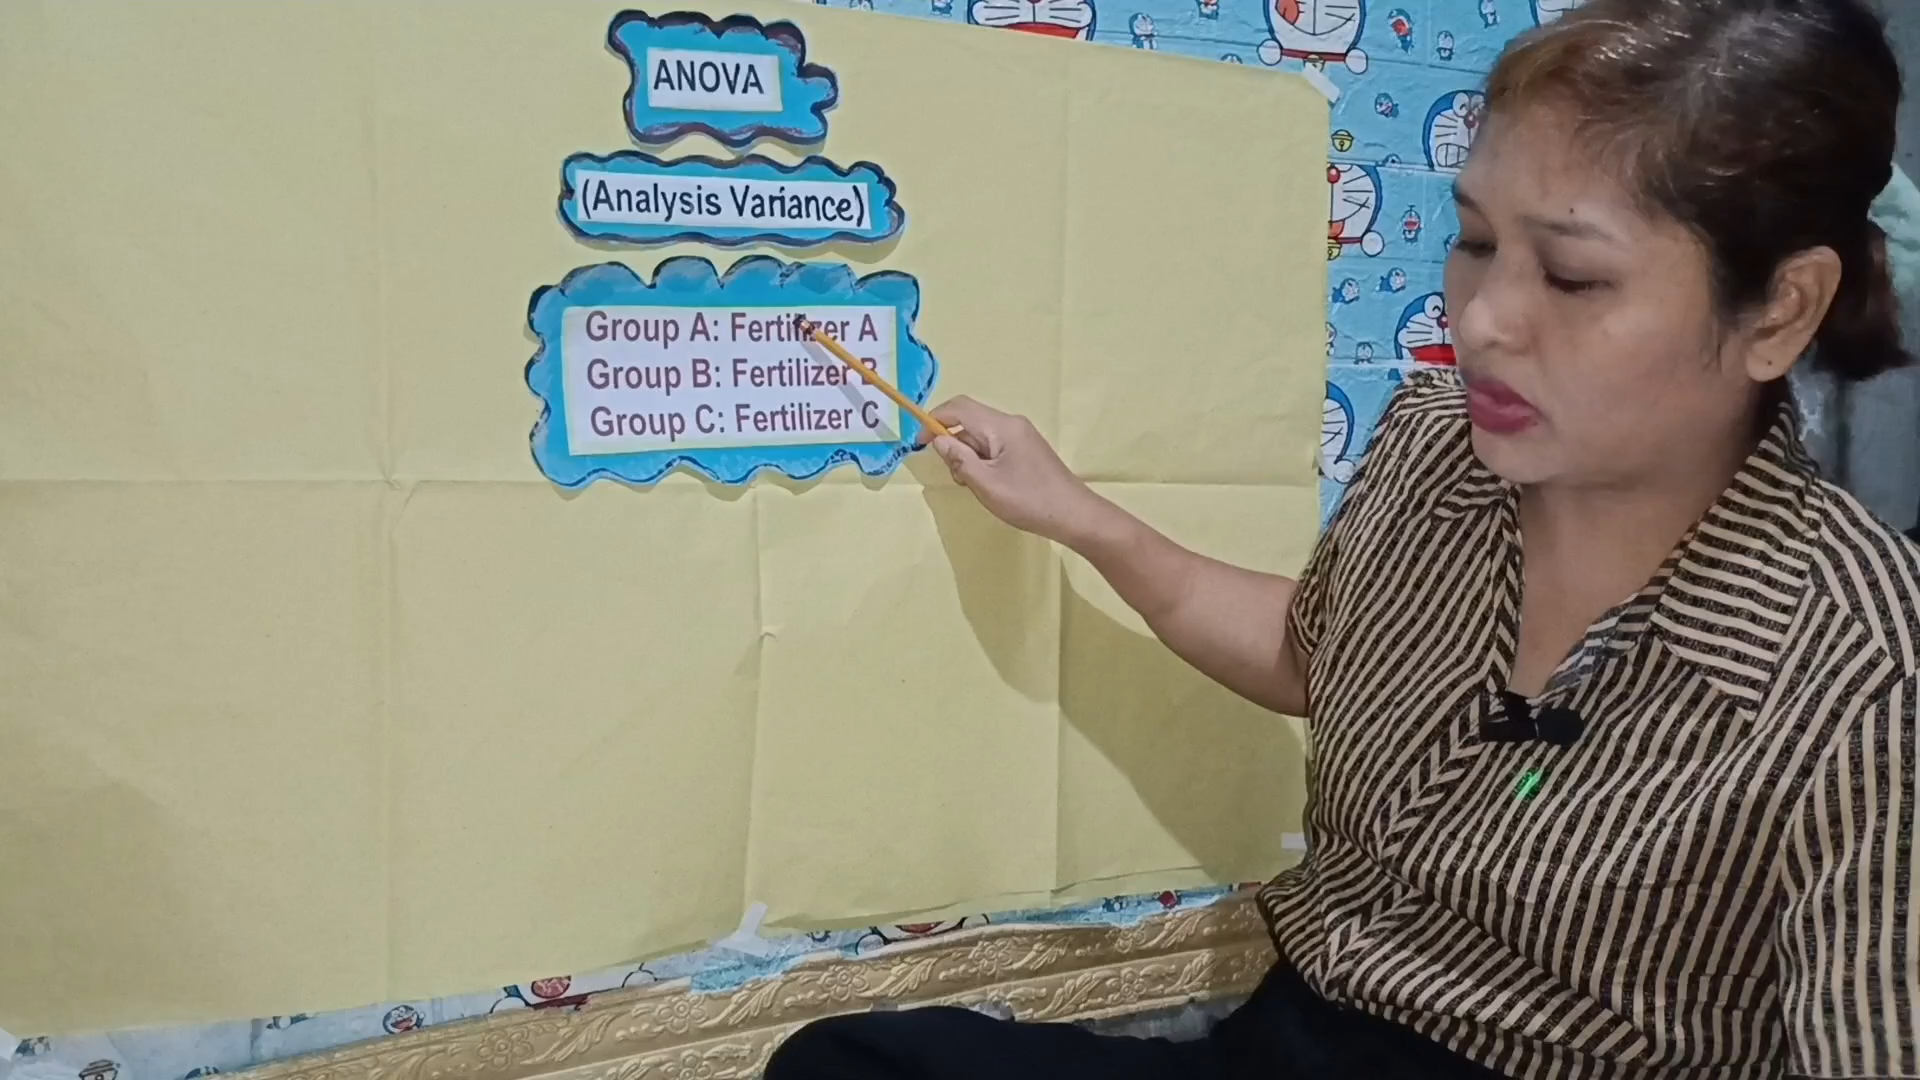 ANOVA
(Analysis Variance)
Group A: Fertilizer A
Group B: Fertilizer B
Group C: Fertilizer C